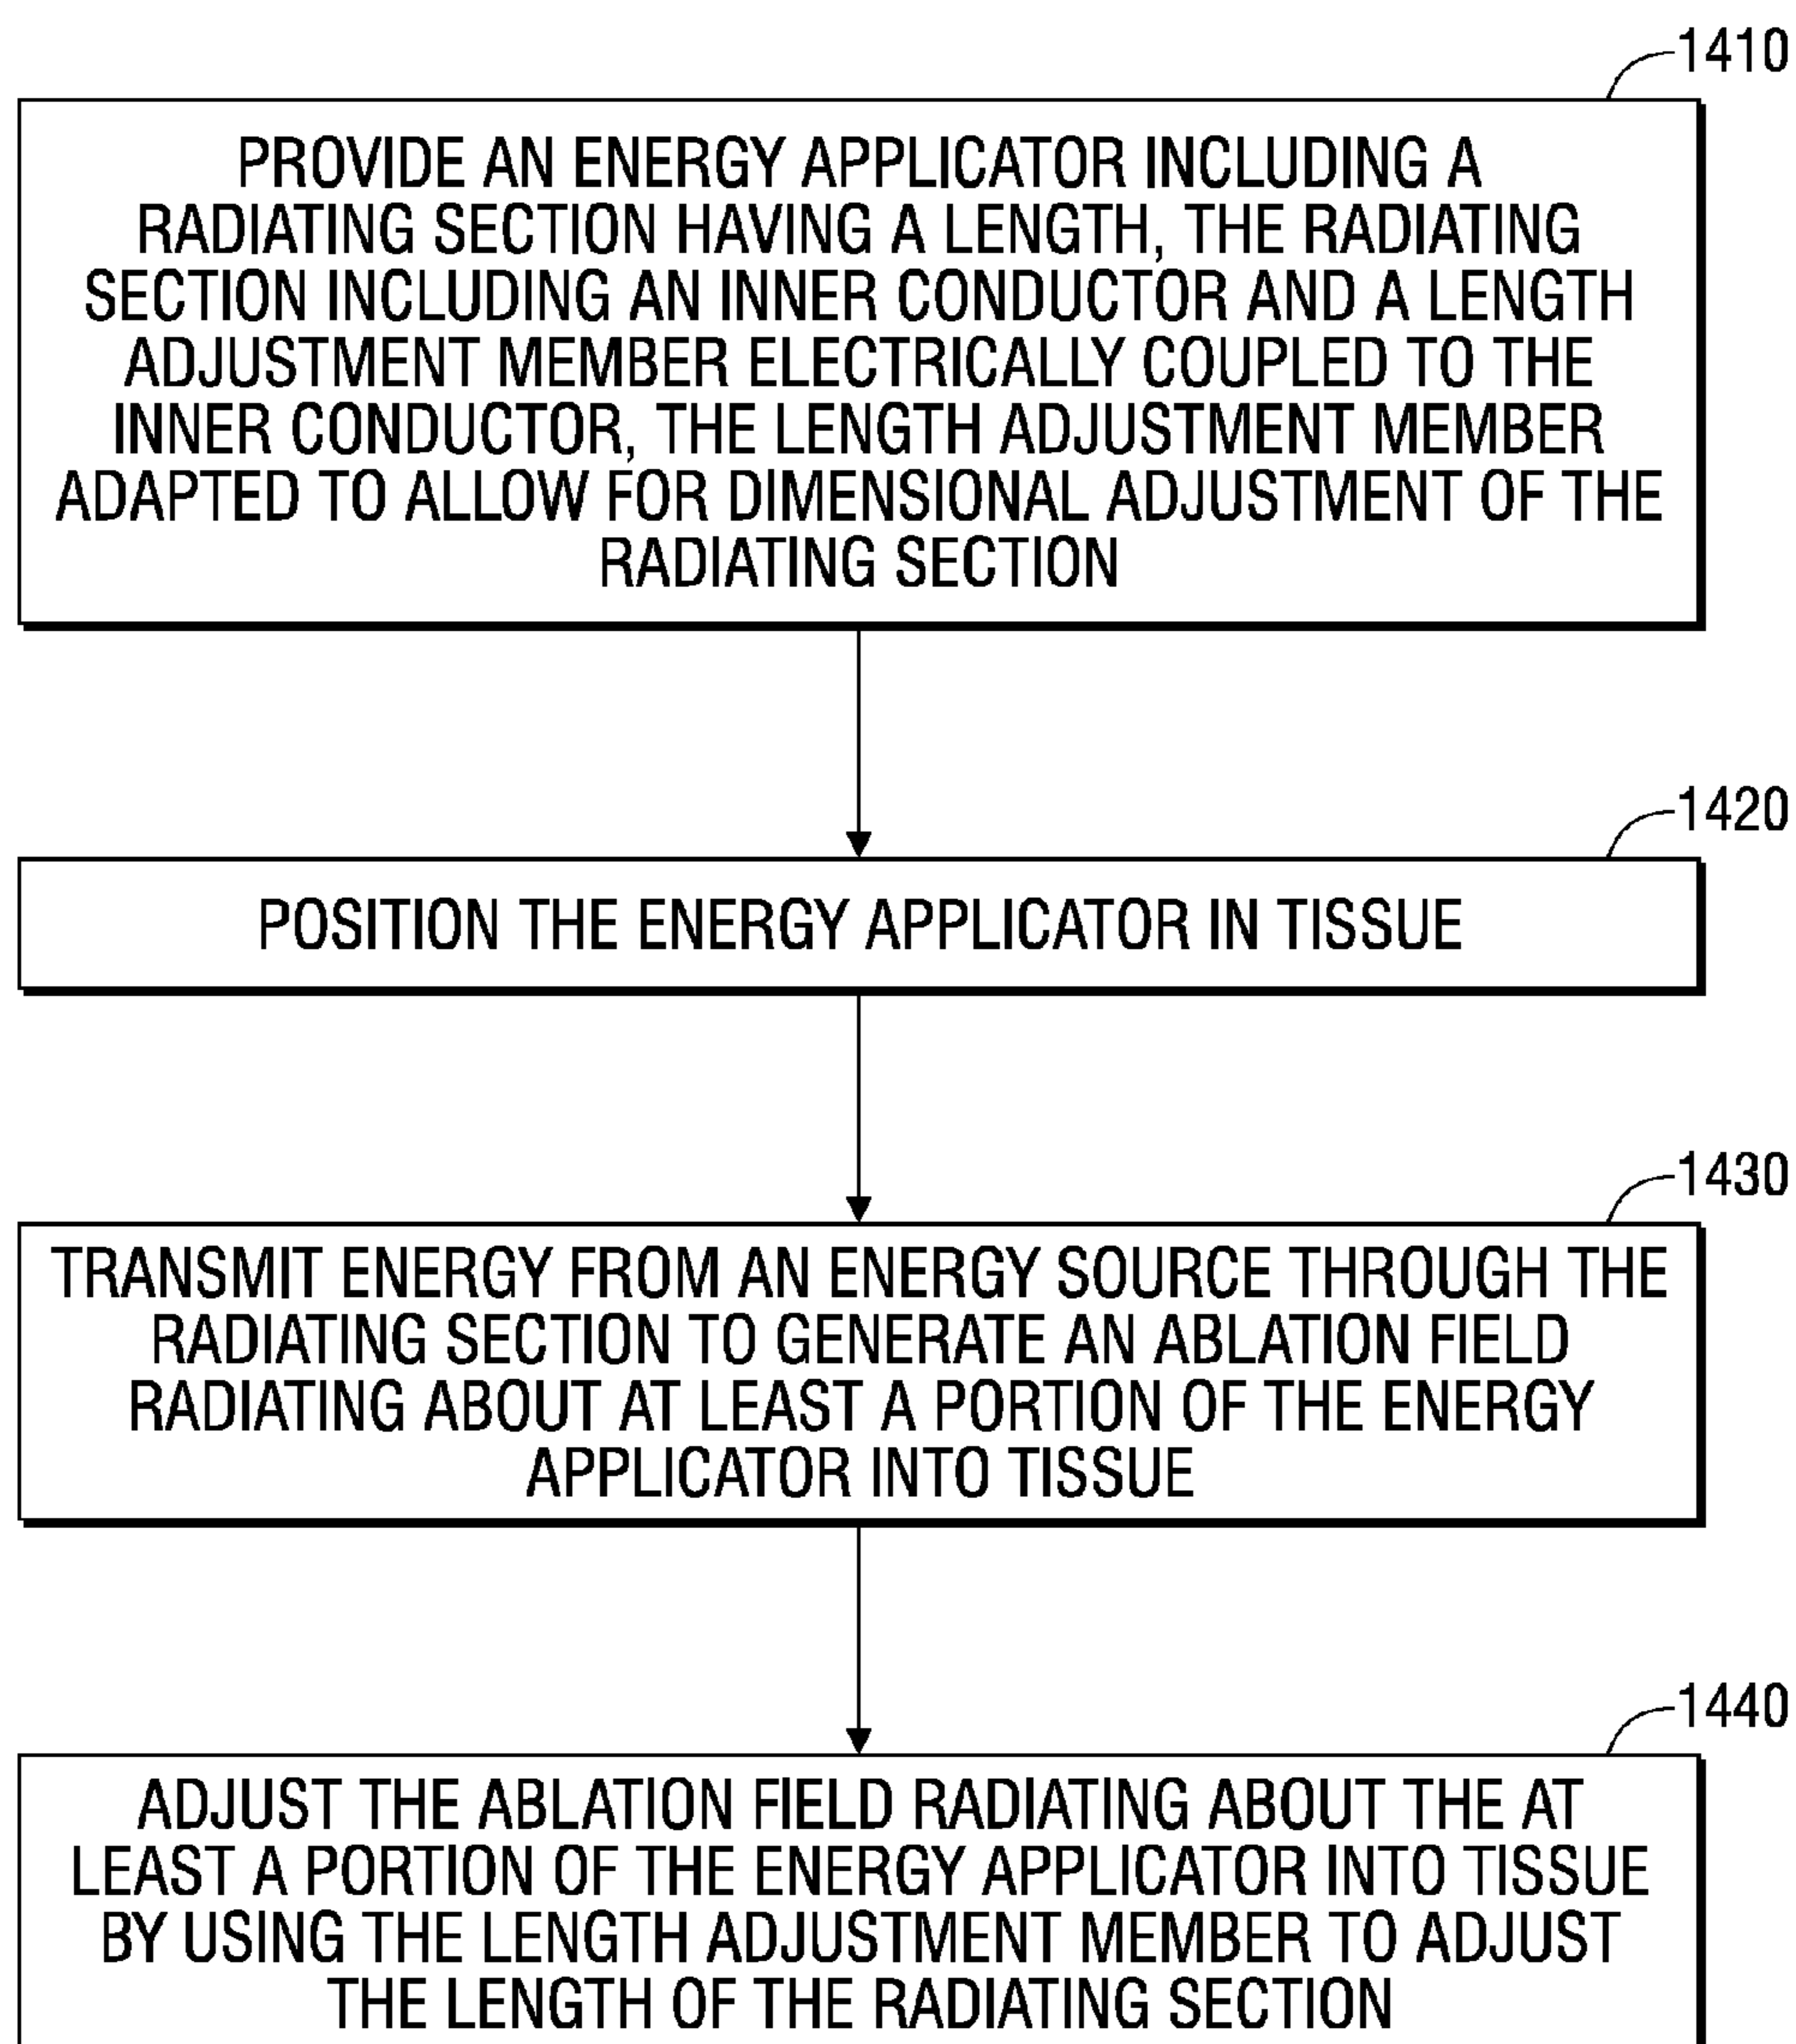 1410
PROVIDE AN ENERGY APPLICATOR INCLUDING A
RADIATING SECTION HAVING A LENGTH, THE RADIATING
SECTION INCLUDING AN INNER CONDUCTOR AND A LENGTH
ADJUSTMENT MEMBER ELECTRICALLY COUPLED TO THE
INNER CONDUCTOR, THE LENGTH ADJUSTMENT MEMBER
ADAPTED TO ALLOW FOR DIMENSIONAL ADJUSTMENT OF THE
RADIATING SECTION
1420
POSITION THE ENERGY APPLICATOR IN TISSUE
1430
TRANSMIT ENERGY FROM AN ENERGY SOURCE THROUGH THE
RADIATING SECTION TO GENERATE AN ABLATION FIELD
RADIATING ABOUT AT LEAST A PORTION OF THE ENERGY
APPLICATOR INTO TISSUE
1440
ADJUST THE ABLATION FIELD RADIATING ABOUT THE AT
LEAST A PORTION OF THE ENERGY APPLICATOR INTO TISSUE
BY USING THE LENGTH ADJUSTMENT MEMBER TO ADJUST
THE LENGTH OF THE RADIATING SECTION